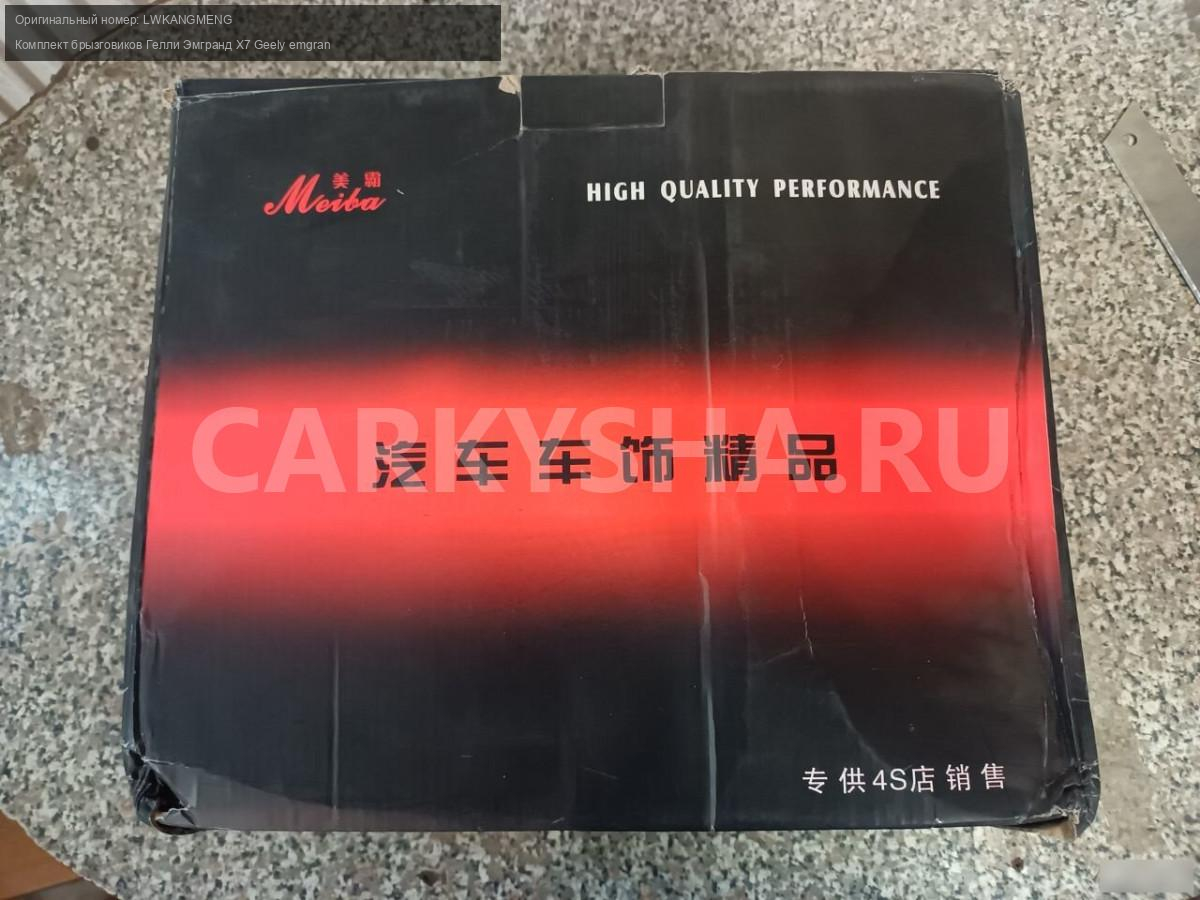 Оригинальный номер: LWKANGMENG
Комплект брызговиков Гелли Эмгранд X7 Geely emgran
美霸
Meiba
HIGH QUALITY PERFORMANCE
CARKYSHA.RU
汽车车饰精品
专供4S店销售